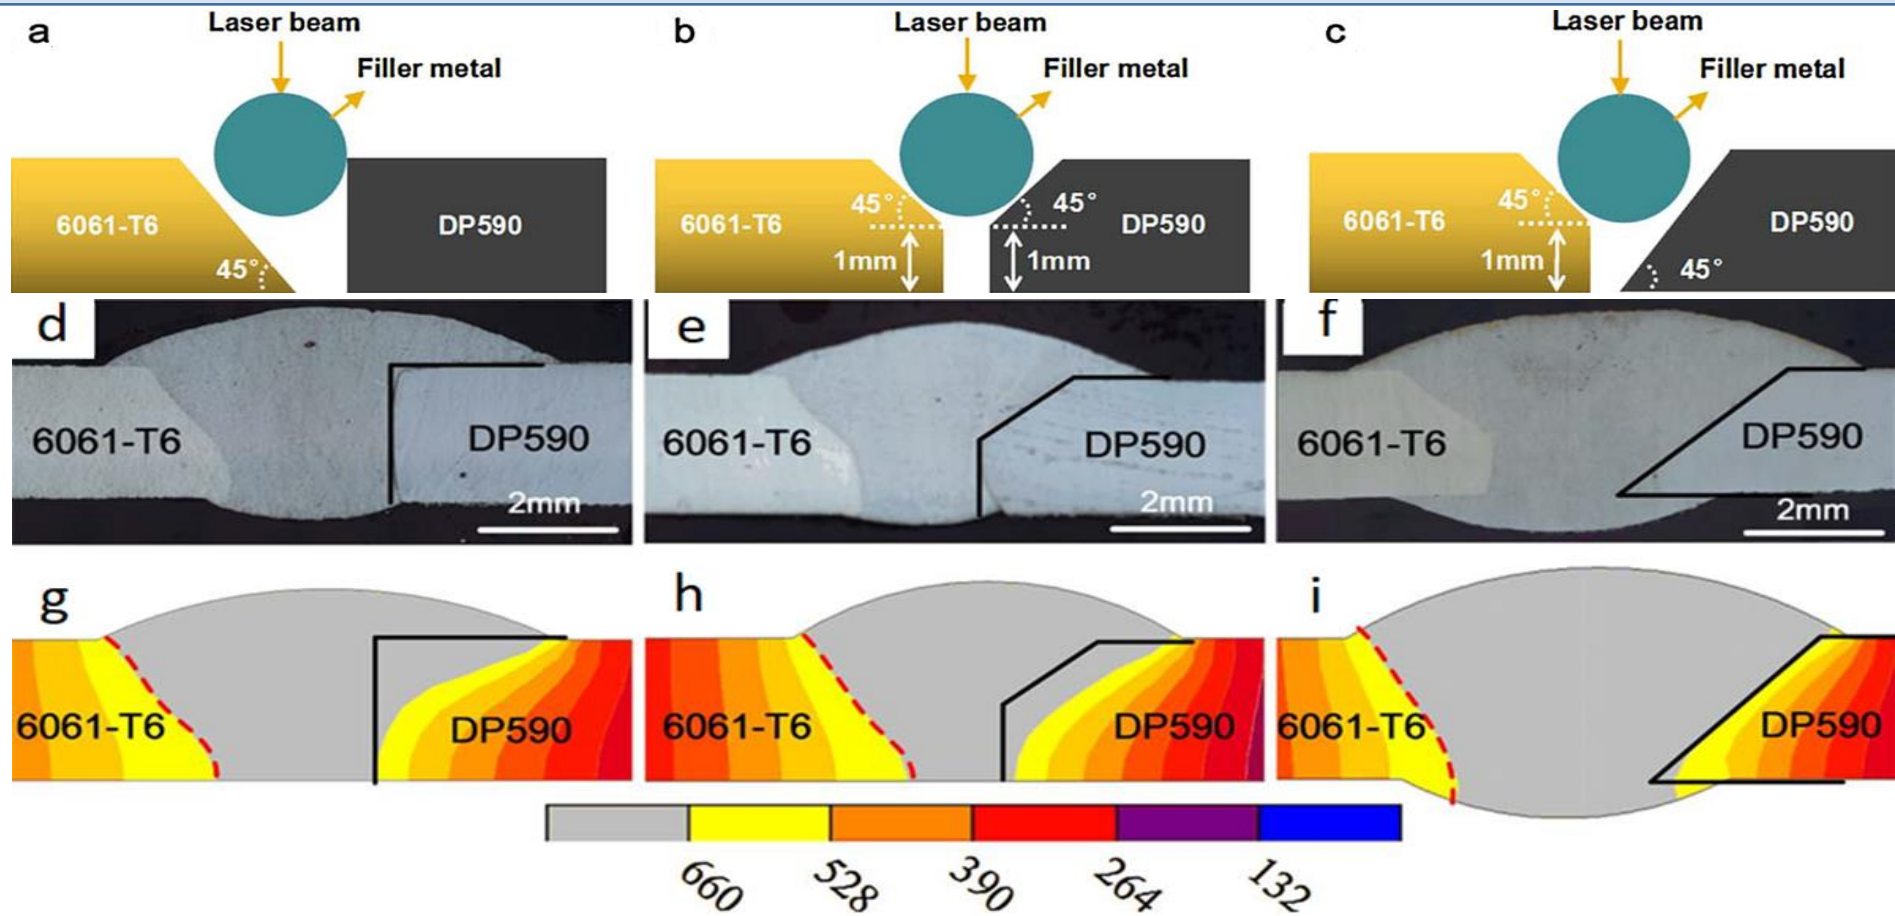 a
Laser beam
Filler metal
6061-T6
45°
DP590
b
Laser beam
Filler metal
6061-T6
45°
45°
DP590
1mm
1mm
c
Laser beam
Filler metal
6061-T6
45°
1mm
45°
DP590
d
6061-T6
DP590
2mm
e
6061-T6
DP590
2mm
f
6061-T6
DP590
2mm
g
6061-T6
DP590
h
6061-T6
DP590
i
6061-T6
DP590
660 528 390 264 132